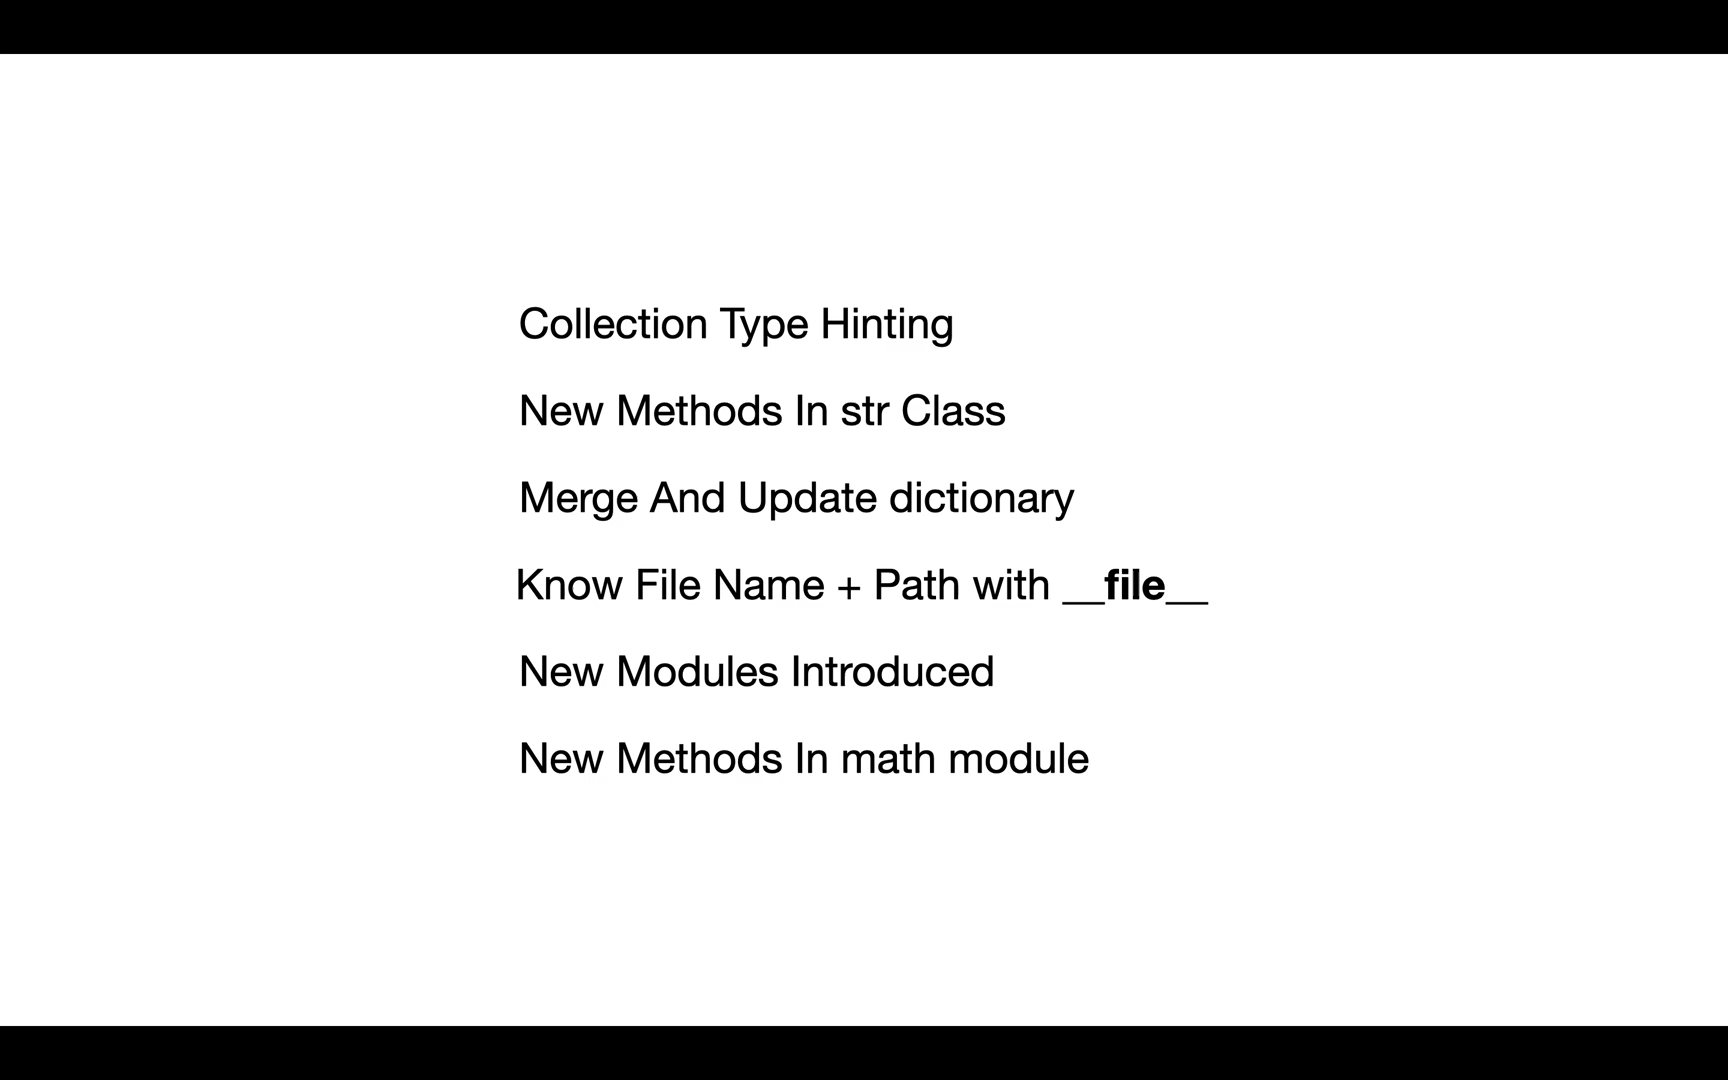 Collection Type Hinting
New Methods In str Class
Merge And Update dictionary
Know File Name + Path with __file__
New Modules Introduced
New Methods In math module